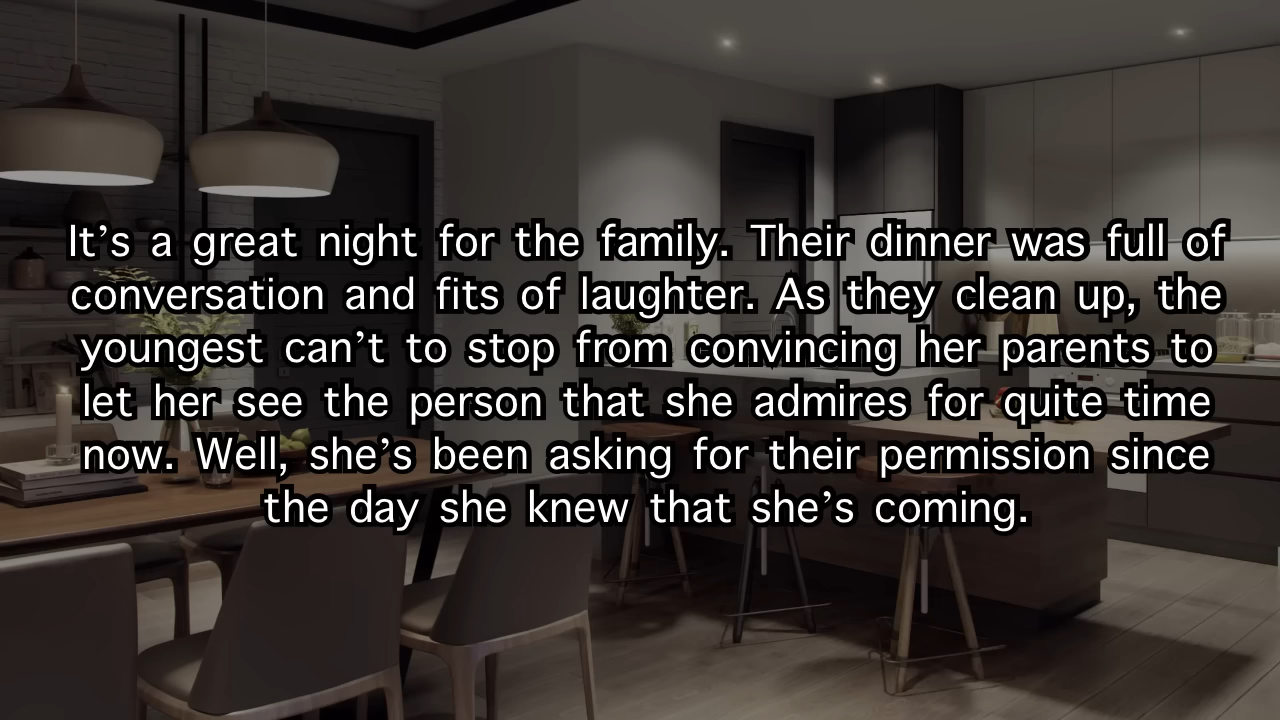 It’s a great night for the family. Their dinner was full of
conversation and fits of laughter. As they clean up, the
youngest can’t to stop from convincing her parents to
let her see the person that she admires for quite time
now. Well, she’s been asking for their permission since
the day she knew that she’s coming.